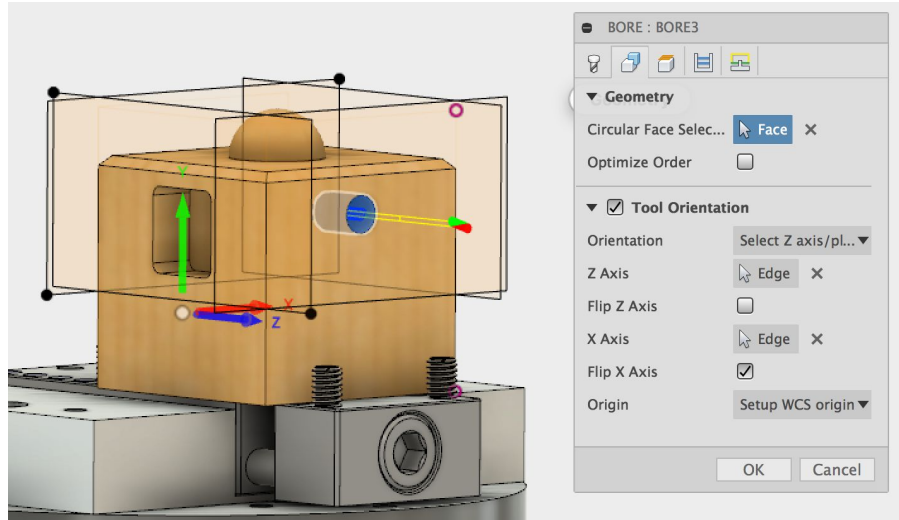 BORE : BORE3
Geometry
Circular Face Selec... Face
Optimize Order
Tool Orientation
Orientation Select Z axis/pl...
Z Axis Edge
Flip Z Axis
X Axis Edge
Flip X Axis
Origin Setup WCS origin
OK Cancel
Y
X
Z